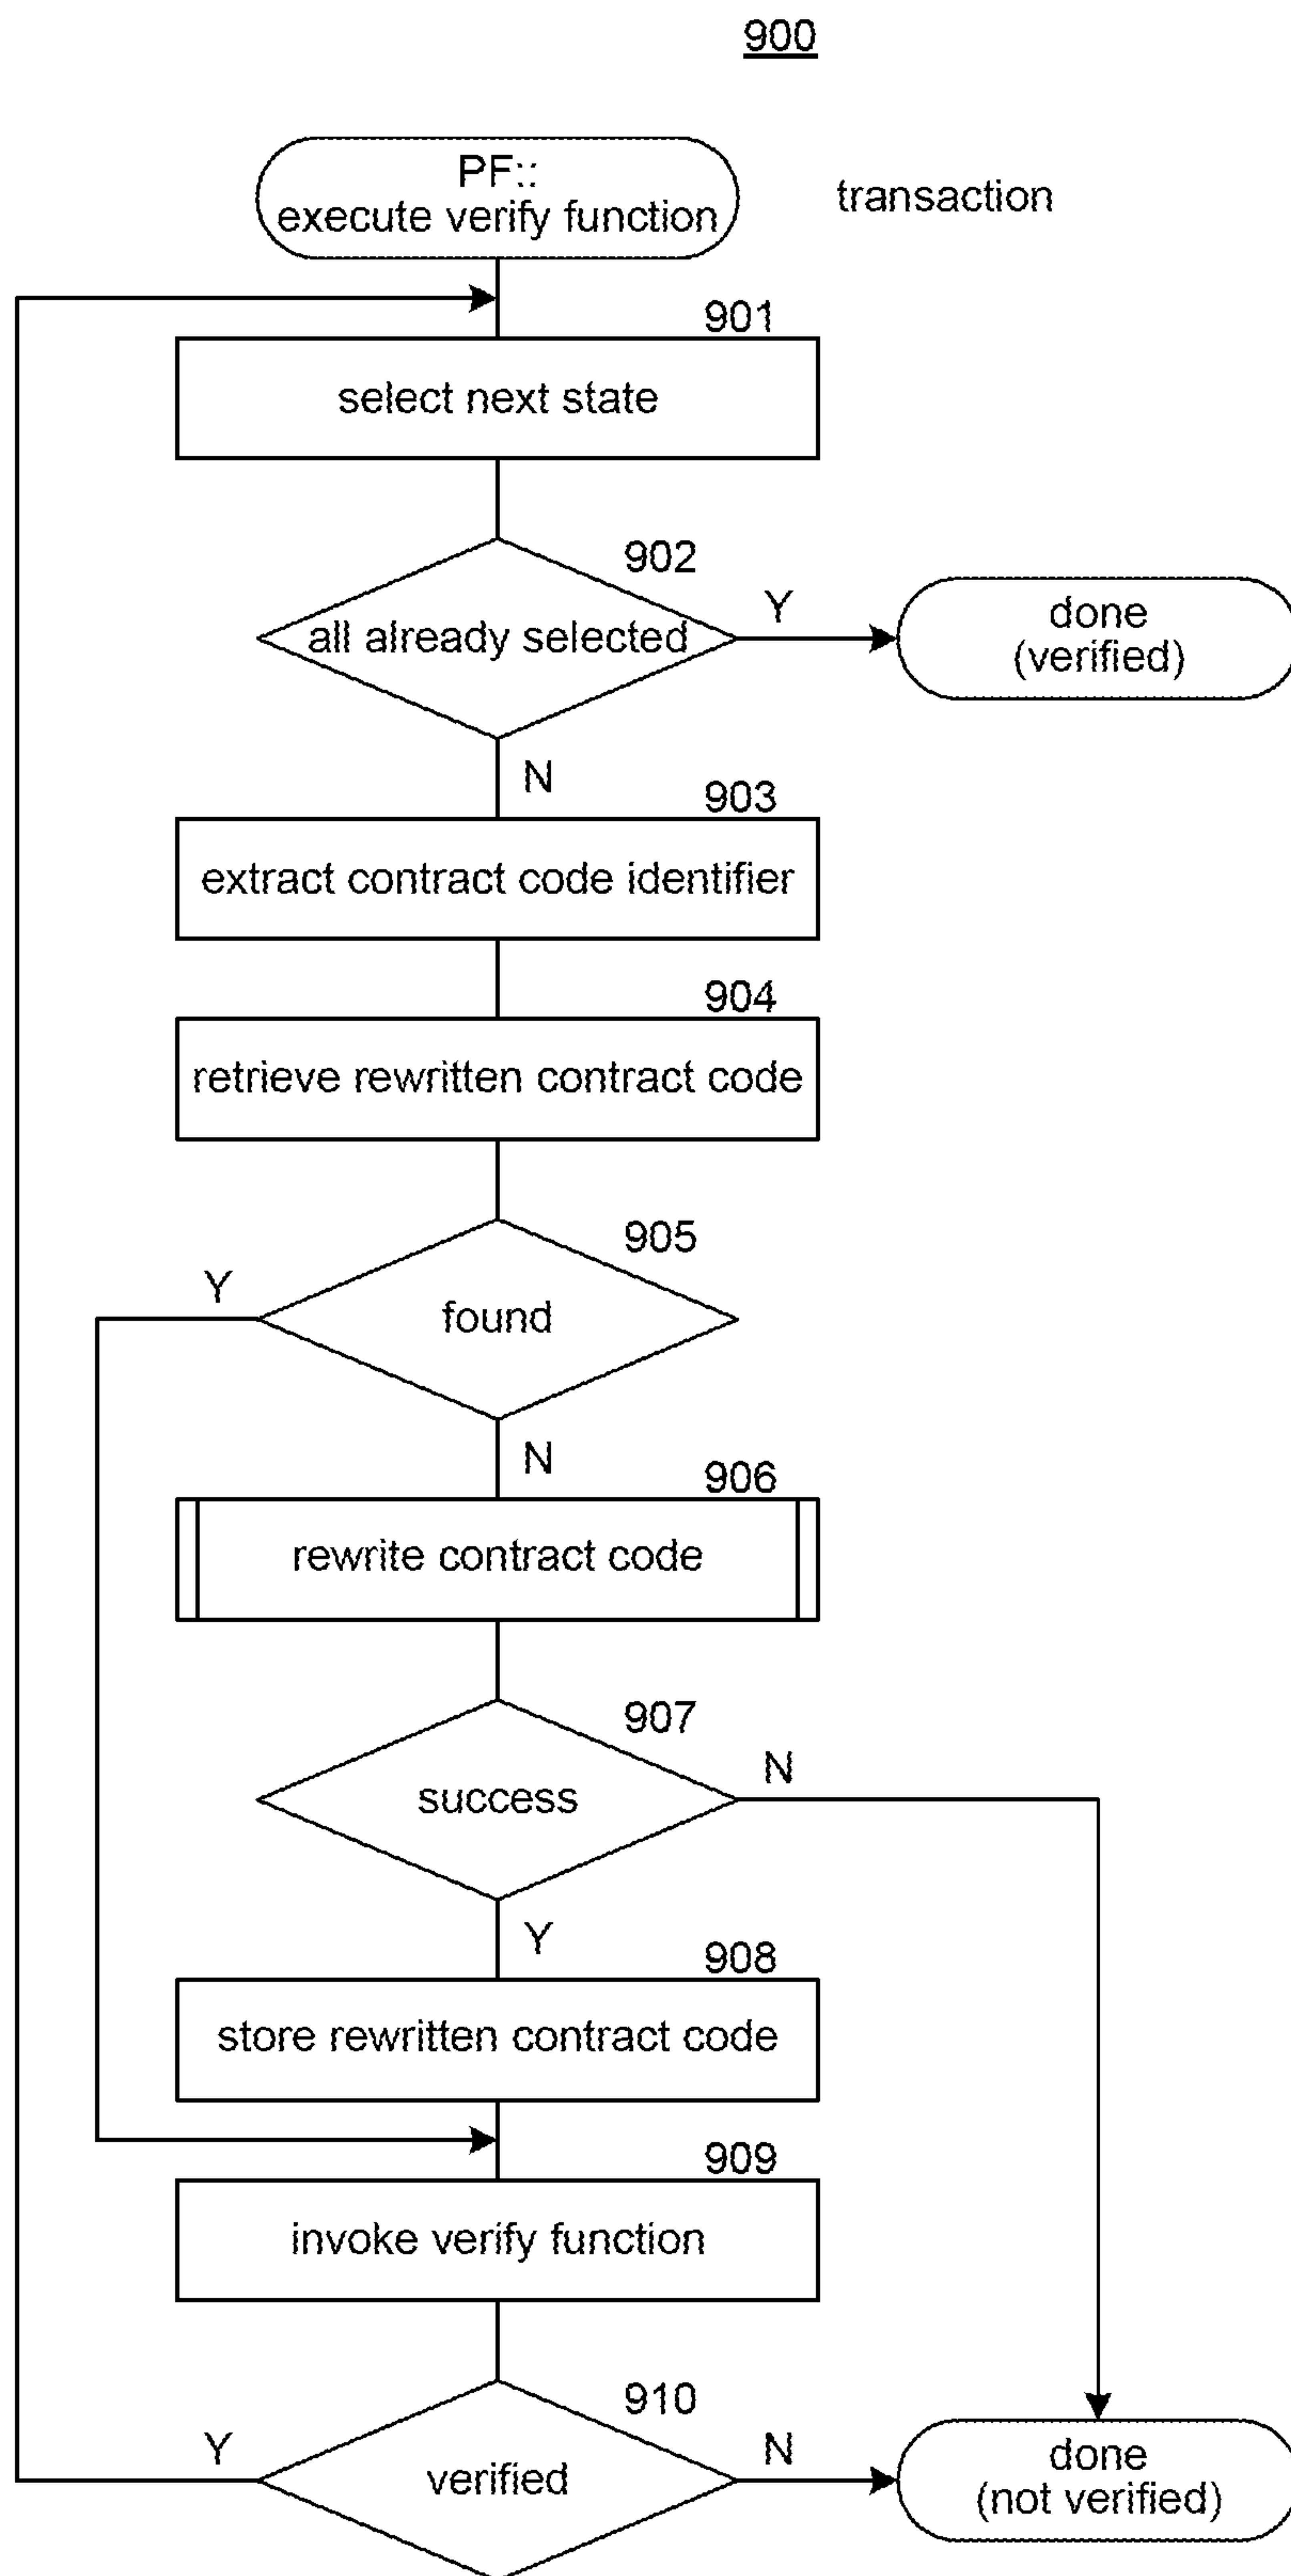 900
PF::
execute verify function
transaction
901
select next state
902
all already selected
Y
done
(verified)
N
903
extract contract code identifier
904
retrieve rewritten contract code
905
Y
found
N
906
rewrite contract code
907
success
N
Y
908
store rewritten contract code
909
invoke verify function
910
Y
verified
N
done
(not verified)